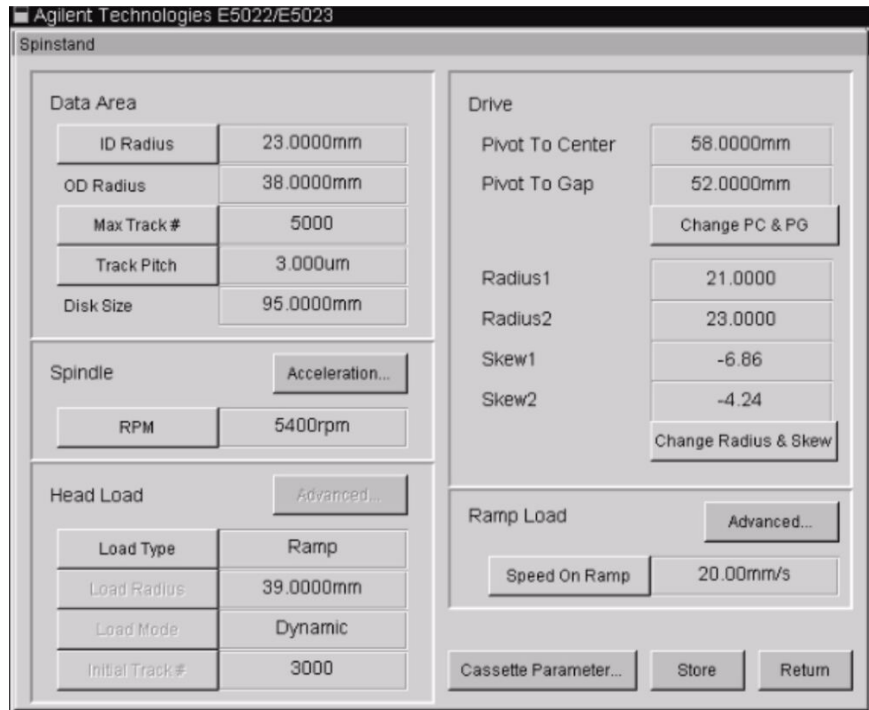 Agilent Technologies E5022/E5023
Spinstand
Data Area
ID Radius 23.0000mm
OD Radius 38.0000mm
Max Track # 5000
Track Pitch 3.000um
Disk Size 95.0000mm
Spindle Acceleration...
RPM 5400rpm
Head Load Advanced...
Load Type Ramp
Load Radius 39.0000mm
Load Mode Dynamic
Initial Track # 3000
Drive
Pivot To Center 58.0000mm
Pivot To Gap 52.0000mm
Change PC & PG
Radius1 21.0000
Radius2 23.0000
Skew1 -6.86
Skew2 -4.24
Change Radius & Skew
Ramp Load Advanced...
Speed On Ramp 20.00mm/s
Cassette Parameter... Store Return